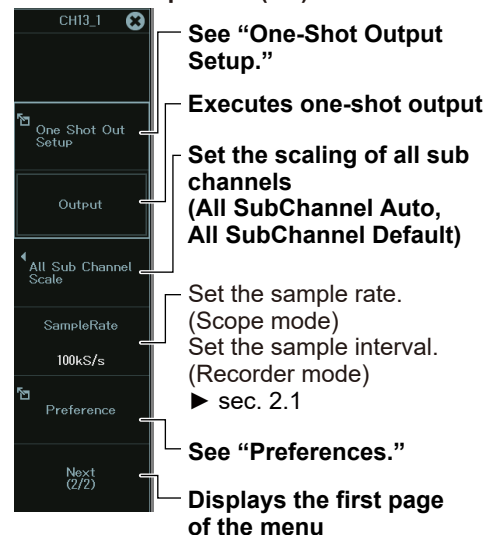 CH13_1
One Shot Out
Setup
Output
All Sub Channel
Scale
SampleRate
100kS/s
Preference
Next
(2/2)
See “One-Shot Output
Setup.”
Executes one-shot output
Set the scaling of all sub
channels
(All SubChannel Auto,
All SubChannel Default)
Set the sample rate.
(Scope mode)
Set the sample interval.
(Recorder mode)
► sec. 2.1
See “Preferences.”
Displays the first page
of the menu